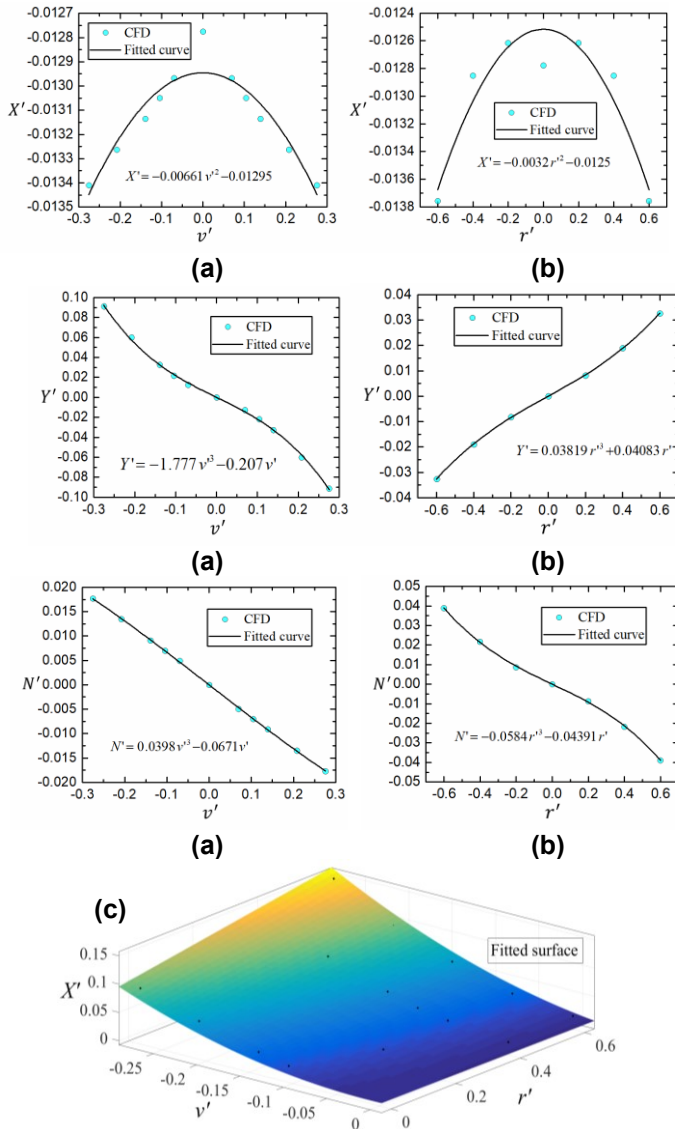 -0.0127
-0.0128
-0.0129
-0.0130
-0.0131
-0.0132
-0.0133
-0.0134
-0.0135
X'
CFD
Fitted curve
X' = −0.00661 v'² − 0.01295
-0.3 -0.2 -0.1 0.0 0.1 0.2 0.3
v'
(a)
-0.0124
-0.0126
-0.0128
-0.0130
-0.0132
-0.0134
-0.0136
-0.0138
X'
CFD
Fitted curve
X' = −0.0032 r'² − 0.0125
-0.6 -0.4 -0.2 0.0 0.2 0.4 0.6
r'
(b)
0.10
0.08
0.06
0.04
0.02
0.00
-0.02
-0.04
-0.06
-0.08
-0.10
Y'
CFD
Fitted curve
Y' = −1.777 v'³ − 0.207 v'
-0.3 -0.2 -0.1 0.0 0.1 0.2 0.3
v'
(a)
0.04
0.03
0.02
0.01
0.00
-0.01
-0.02
-0.03
-0.04
Y'
CFD
Fitted curve
Y' = 0.03819 r'³ + 0.04083 r'
-0.6 -0.4 -0.2 0.0 0.2 0.4 0.6
r'
(b)
0.020
0.015
0.010
0.005
0.000
-0.005
-0.010
-0.015
-0.020
N'
CFD
Fitted curve
N' = 0.0398 v'³ − 0.0671 v'
-0.3 -0.2 -0.1 0.0 0.1 0.2 0.3
v'
(a)
0.05
0.04
0.03
0.02
0.01
0.00
-0.01
-0.02
-0.03
-0.04
-0.05
N'
CFD
Fitted curve
N' = −0.0584 r'³ − 0.04391 r'
-0.6 -0.4 -0.2 0.0 0.2 0.4 0.6
r'
(b)
(c)
Fitted surface
0.15
0.1
0.05
0
X'
-0.25
-0.2
-0.15
-0.1
-0.05
0
v'
0
0.2
0.4
0.6
r'